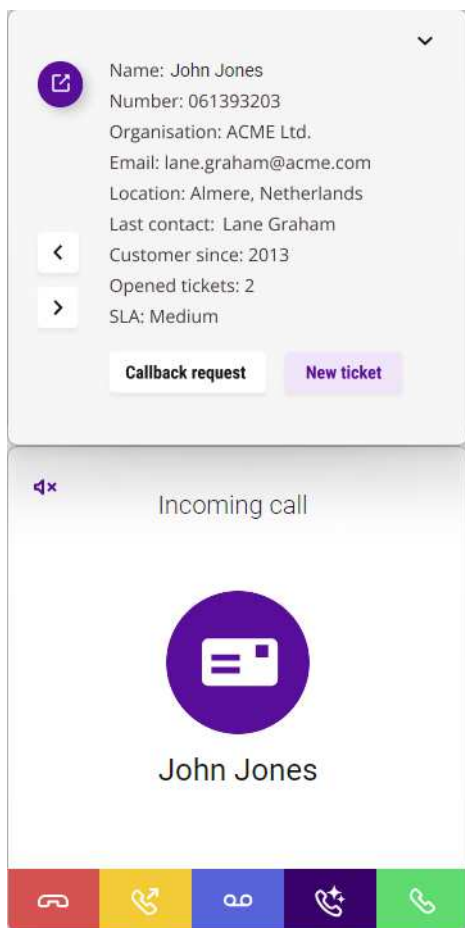 Name: John Jones
Number: 061393203
Organisation: ACME Ltd.
Email: lane.graham@acme.com
Location: Almere, Netherlands
Last contact: Lane Graham
Customer since: 2013
Opened tickets: 2
SLA: Medium
Callback request New ticket
Incoming call
John Jones